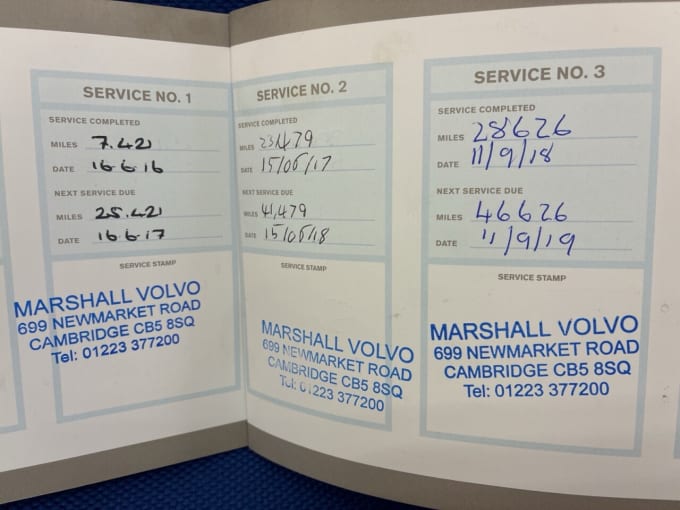 SERVICE NO. 1
SERVICE COMPLETED
MILES 7.421
DATE 16.6.16
NEXT SERVICE DUE
MILES 25.421
DATE 16.6.17
SERVICE STAMP
MARSHALL VOLVO
699 NEWMARKET ROAD
CAMBRIDGE CB5 8SQ
Tel: 01223 377200
SERVICE NO. 2
SERVICE COMPLETED
MILES 23,479
DATE 15/06/17
NEXT SERVICE DUE
MILES 41,479
DATE 15/06/18
SERVICE STAMP
MARSHALL VOLVO
699 NEWMARKET ROAD
CAMBRIDGE CB5 8SQ
Tel: 01223 377200
SERVICE NO. 3
SERVICE COMPLETED
MILES 28626
DATE 11/9/18
NEXT SERVICE DUE
MILES 46626
DATE 11/9/19
SERVICE STAMP
MARSHALL VOLVO
699 NEWMARKET ROAD
CAMBRIDGE CB5 8SQ
Tel: 01223 377200